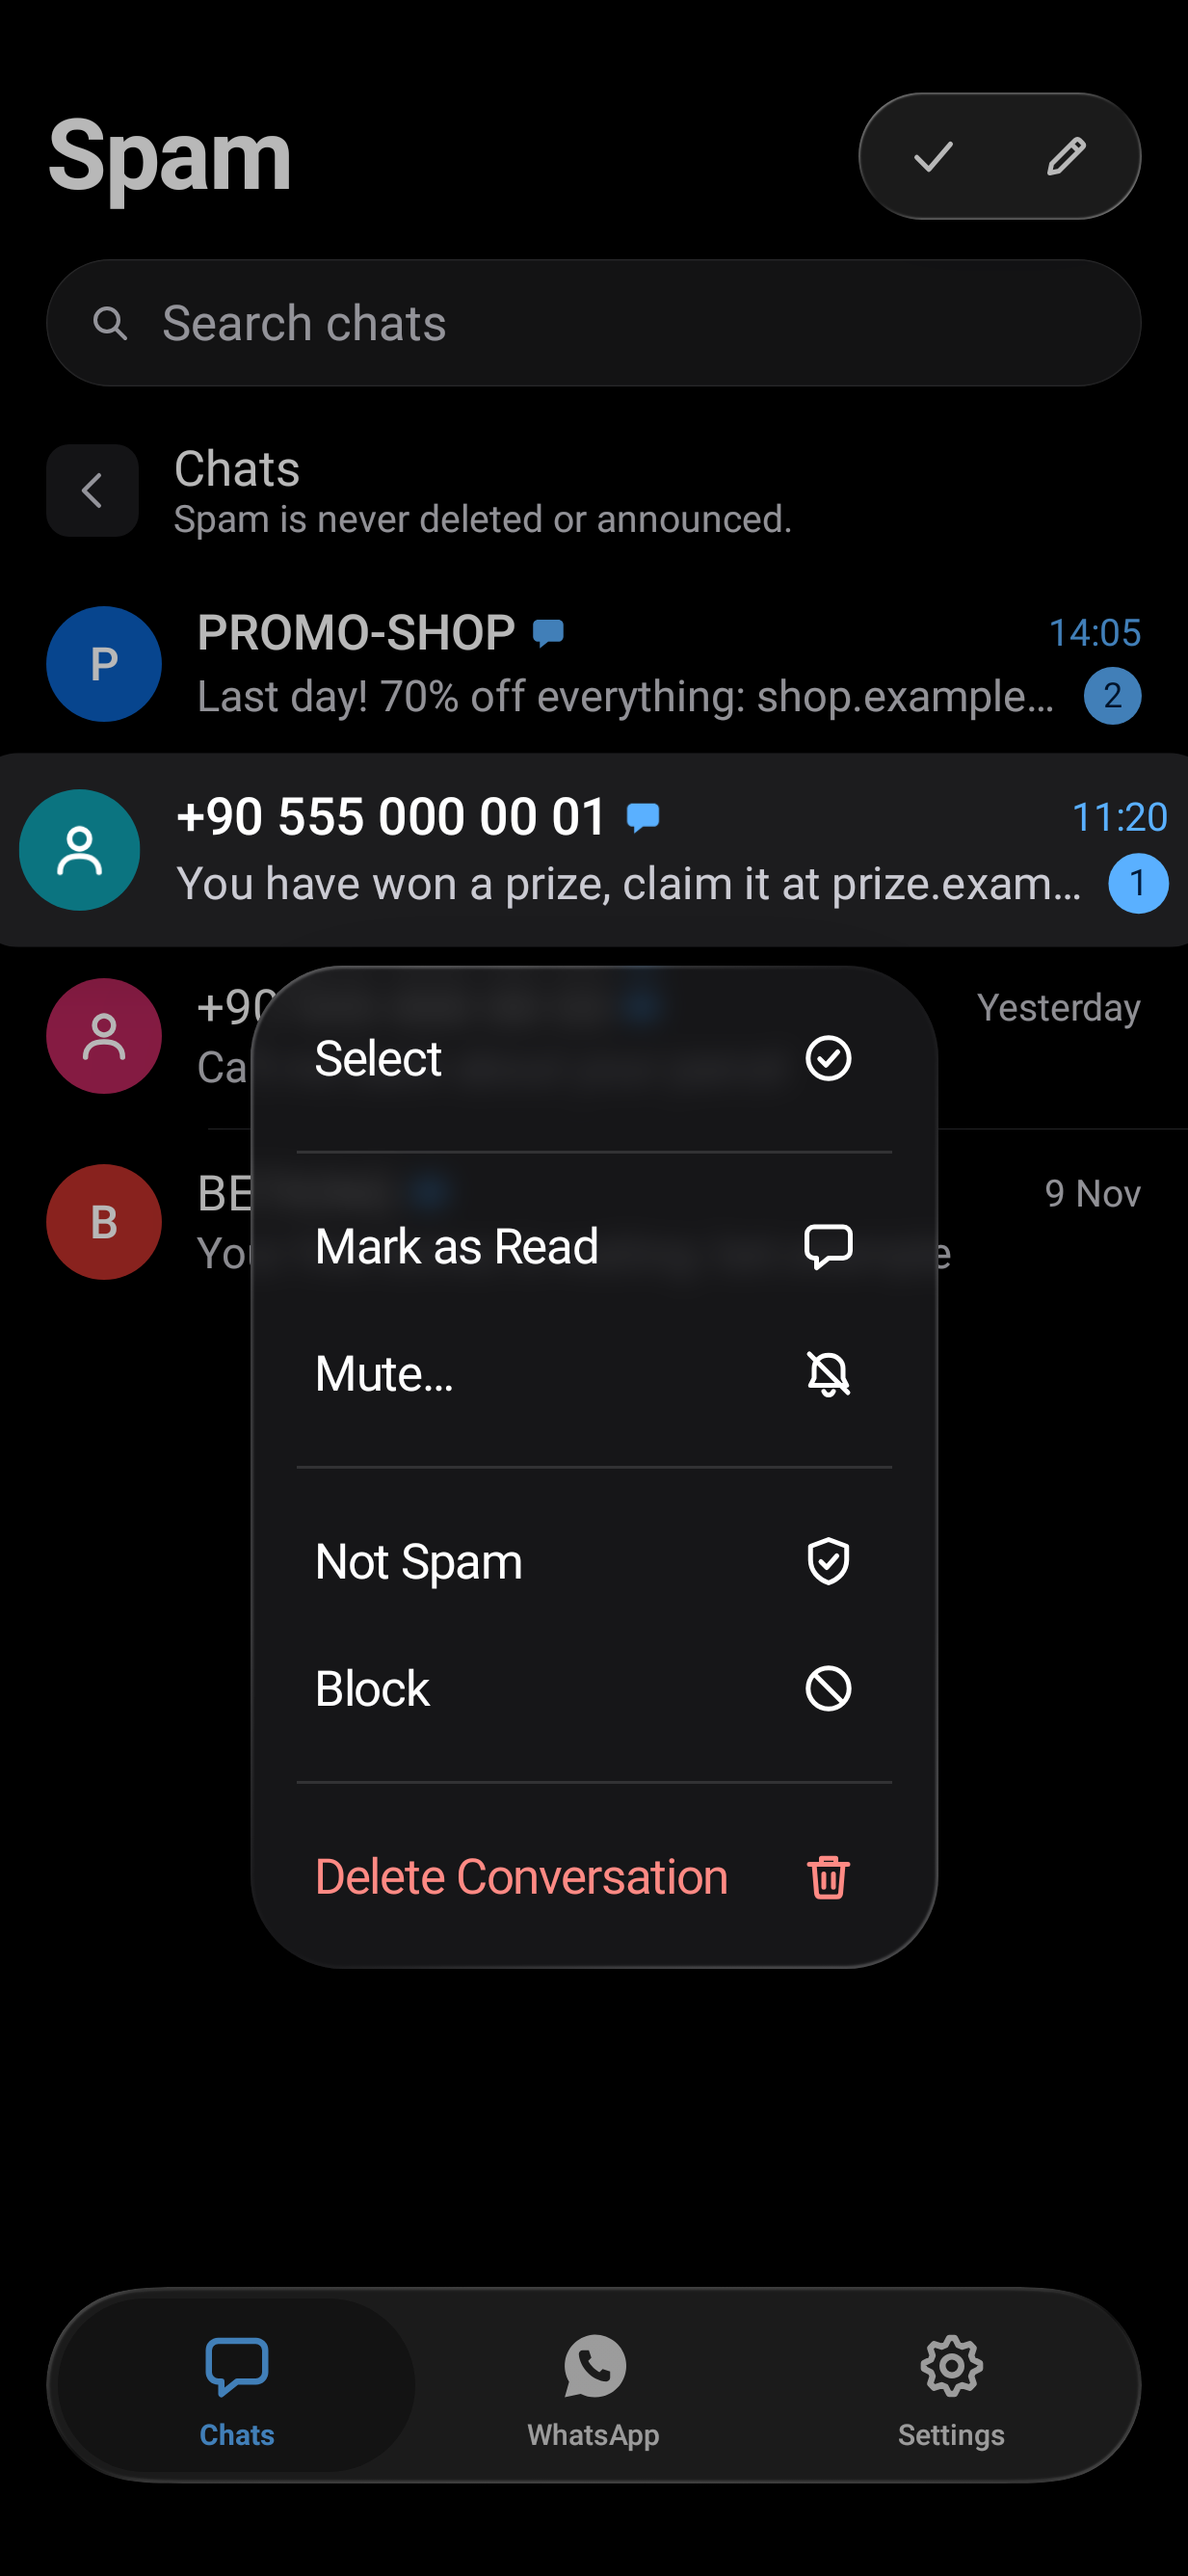 Spam
Search chats
Chats
Spam is never deleted or announced.
P
PROMO-SHOP
14:05
Last day! 70% off everything: shop.example...
2
+90 555 000 00 01
11:20
You have won a prize, claim it at prize.exam...
1
+90
Yesterday
Select
B
9 Nov
Mark as Read
Mute...
Not Spam
Block
Delete Conversation
Chats
WhatsApp
Settings